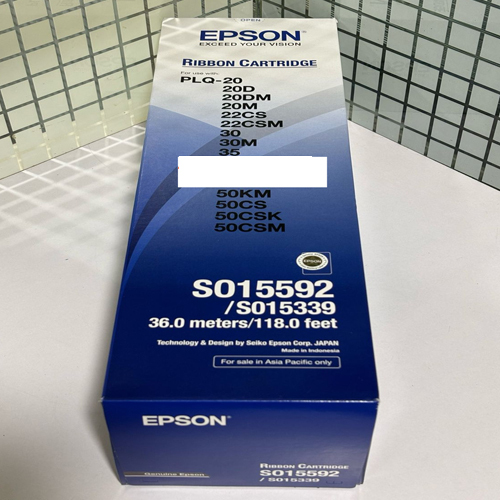 OPEN
EPSON
EXCEED YOUR VISION
RIBBON CARTRIDGE
For use with:
PLQ-20
20D
20DM
20M
22CS
22CSM
30
30M
35
50KM
50CS
50CSK
50CSM
EPSON
S015592
/S015339
36.0 meters/118.0 feet
Technology & Design by Seiko Epson Corp. JAPAN
Made in Indonesia
For sale in Asia Pacific only
EPSON®
Genuine Epson
RIBBON CARTRIDGE
S015592
/ S015339